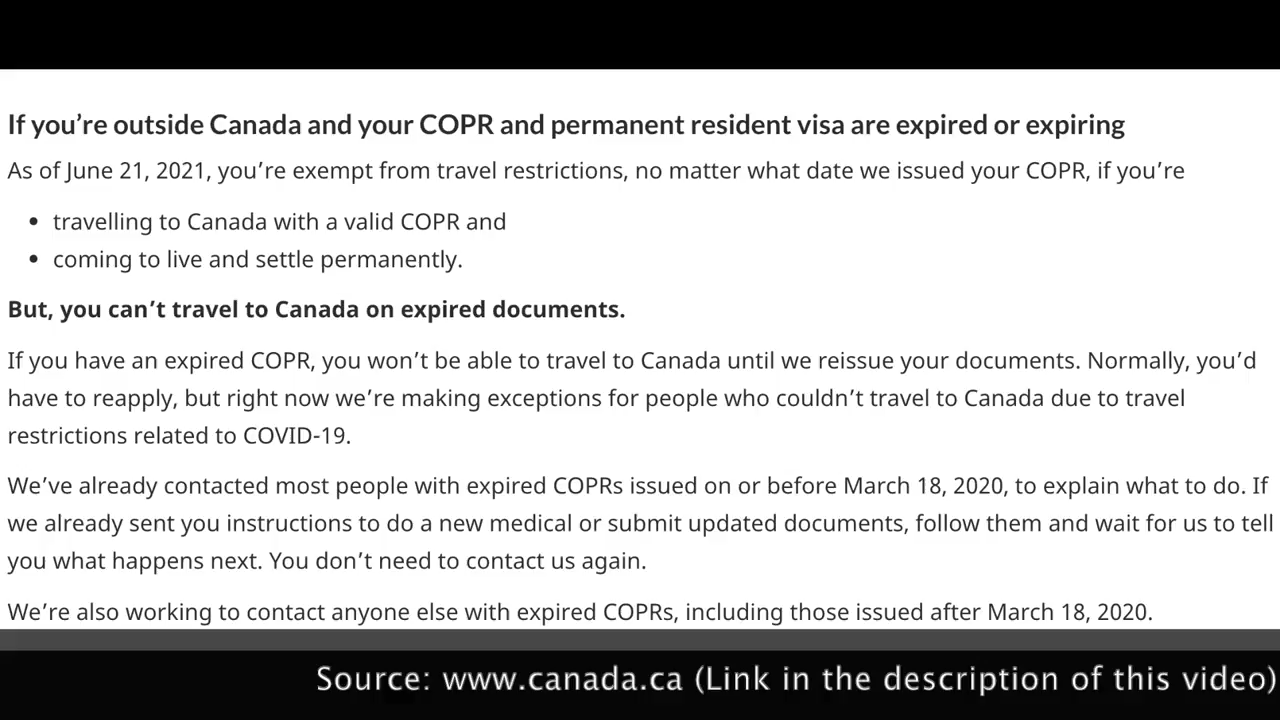 If you’re outside Canada and your COPR and permanent resident visa are expired or expiring
As of June 21, 2021, you’re exempt from travel restrictions, no matter what date we issued your COPR, if you’re
• travelling to Canada with a valid COPR and
• coming to live and settle permanently.
But, you can’t travel to Canada on expired documents.
If you have an expired COPR, you won’t be able to travel to Canada until we reissue your documents. Normally, you’d
have to reapply, but right now we’re making exceptions for people who couldn’t travel to Canada due to travel
restrictions related to COVID-19.
We’ve already contacted most people with expired COPRs issued on or before March 18, 2020, to explain what to do. If
we already sent you instructions to do a new medical or submit updated documents, follow them and wait for us to tell
you what happens next. You don’t need to contact us again.
We’re also working to contact anyone else with expired COPRs, including those issued after March 18, 2020.
Source: www.canada.ca (Link in the description of this video)